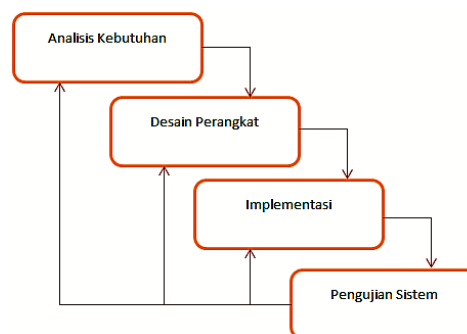 Analisis Kebutuhan
Desain Perangkat
Implementasi
Pengujian Sistem